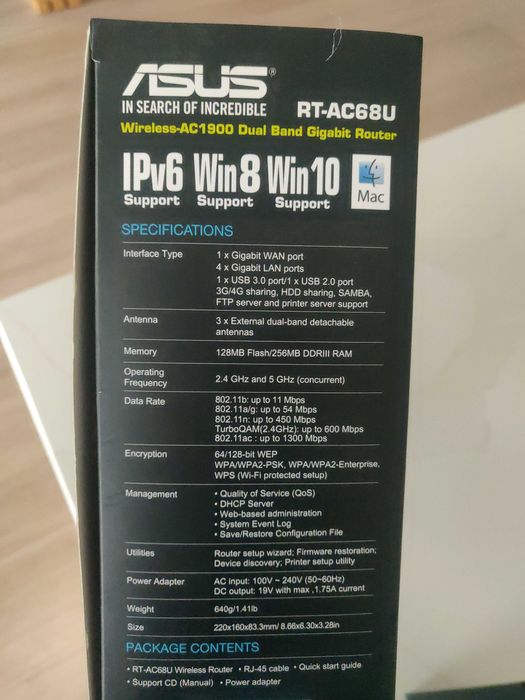 ASUS®
IN SEARCH OF INCREDIBLE
RT-AC68U
Wireless-AC1900 Dual Band Gigabit Router
IPv6 Support
Win8 Support
Win10 Support
Mac
SPECIFICATIONS
Interface Type
1 x Gigabit WAN port
4 x Gigabit LAN ports
1 x USB 3.0 port/1 x USB 2.0 port
3G/4G sharing, HDD sharing, SAMBA,
FTP server and printer server support
Antenna
3 x External dual-band detachable
antennas
Memory
128MB Flash/256MB DDRIII RAM
Operating
Frequency
2.4 GHz and 5 GHz (concurrent)
Data Rate
802.11b: up to 11 Mbps
802.11a/g: up to 54 Mbps
802.11n: up to 450 Mbps
TurboQAM(2.4GHz): up to 600 Mbps
802.11ac : up to 1300 Mbps
Encryption
64/128-bit WEP
WPA/WPA2-PSK, WPA/WPA2-Enterprise,
WPS (Wi-Fi protected setup)
Management
• Quality of Service (QoS)
• DHCP Server
• Web-based administration
• System Event Log
• Save/Restore Configuration File
Utilities
Router setup wizard; Firmware restoration;
Device discovery; Printer setup utility
Power Adapter
AC Input: 100V ~ 240V (50~60Hz)
DC output: 19V with max .1.75A current
Weight
640g/1.41lb
Size
220x160x83.3mm/ 8.66x6.30x3.28in
PACKAGE CONTENTS
• RT-AC68U Wireless Router • RJ-45 cable • Quick start guide
• Support CD (Manual) • Power adapter